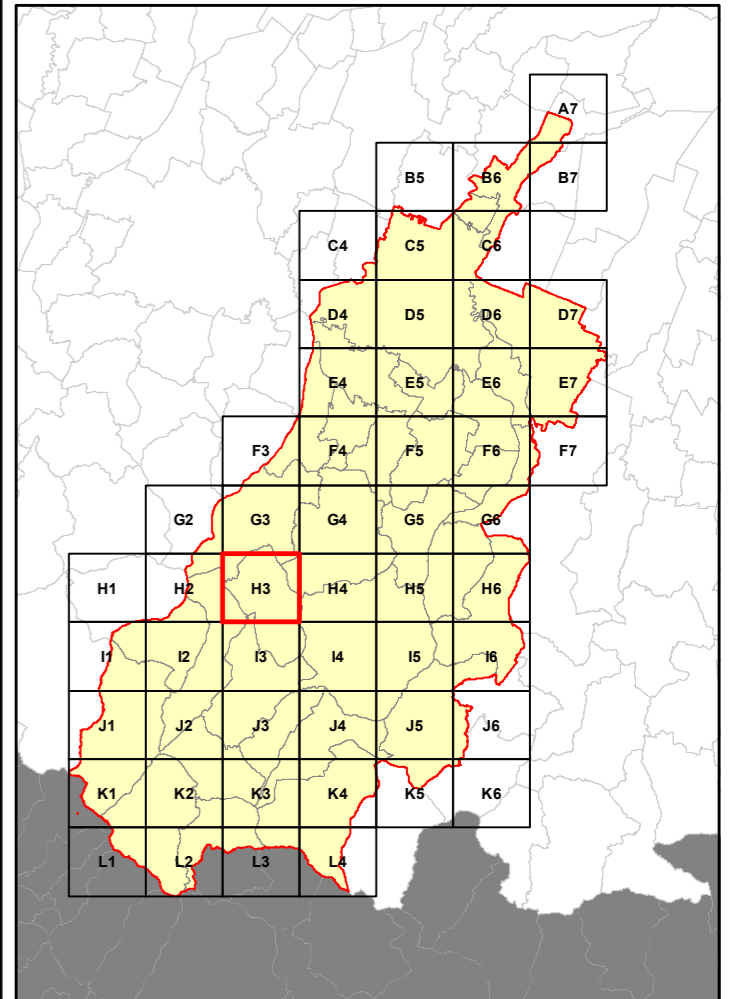 A7
B5 B6 B7
C4 C5 C6
D4 D5 D6 D7
E4 E5 E6 E7
F3 F4 F5 F6 F7
G2 G3 G4 G5 G6
H1 H2 H3 H4 H5 H6
I1 I2 I3 I4 I5 I6
J1 J2 J3 J4 J5 J6
K1 K2 K3 K4 K5 K6
L1 L2 L3 L4